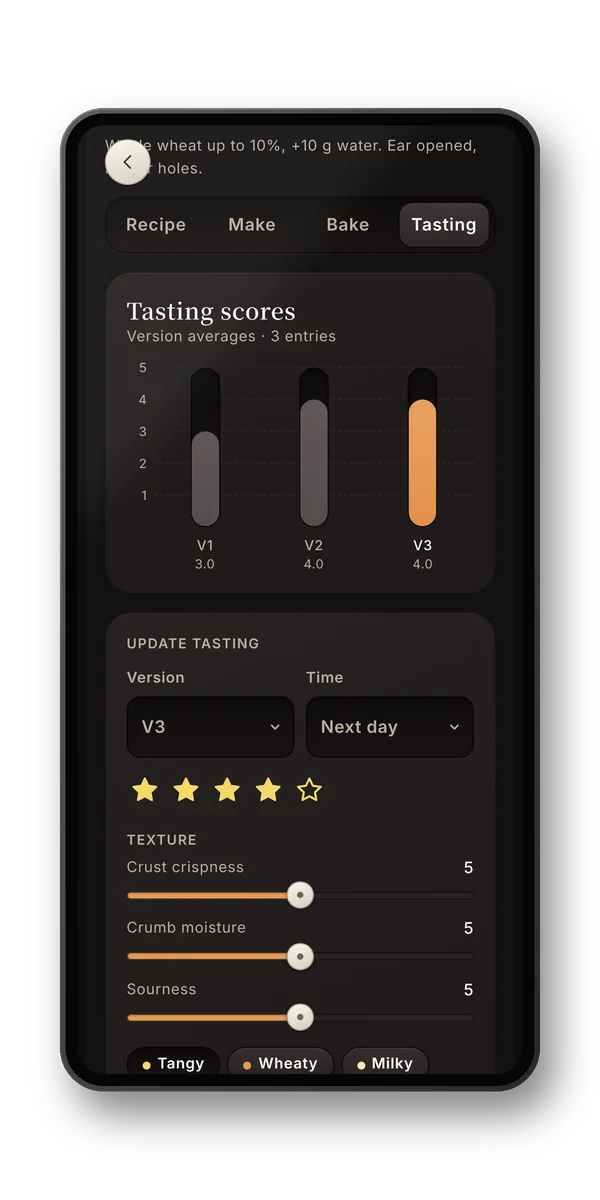 wheat up to 10%, +10 g water. Ear opened,
holes.
Recipe Make Bake Tasting
Tasting scores
Version averages · 3 entries
5
4
3
2
1
V1 V2 V3
3.0 4.0 4.0
UPDATE TASTING
Version Time
V3 Next day
TEXTURE
Crust crispness 5
Crumb moisture 5
Sourness 5
Tangy Wheaty Milky